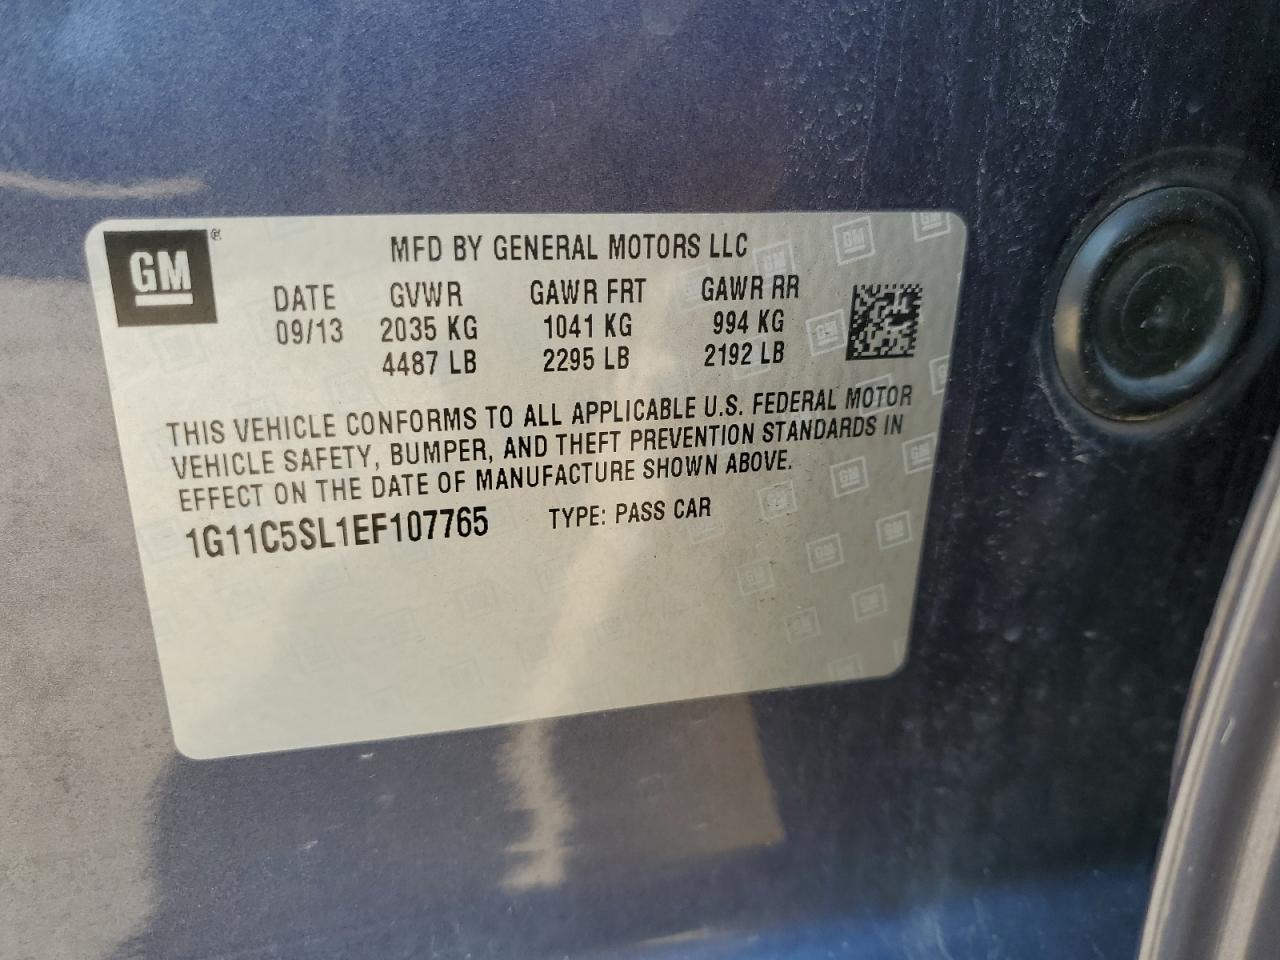 GM®
MFD BY GENERAL MOTORS LLC
DATE GVWR GAWR FRT GAWR RR
09/13 2035 KG 1041 KG 994 KG
4487 LB 2295 LB 2192 LB
THIS VEHICLE CONFORMS TO ALL APPLICABLE U.S. FEDERAL MOTOR
VEHICLE SAFETY, BUMPER, AND THEFT PREVENTION STANDARDS IN
EFFECT ON THE DATE OF MANUFACTURE SHOWN ABOVE.
1G11C5SL1EF107765 TYPE: PASS CAR